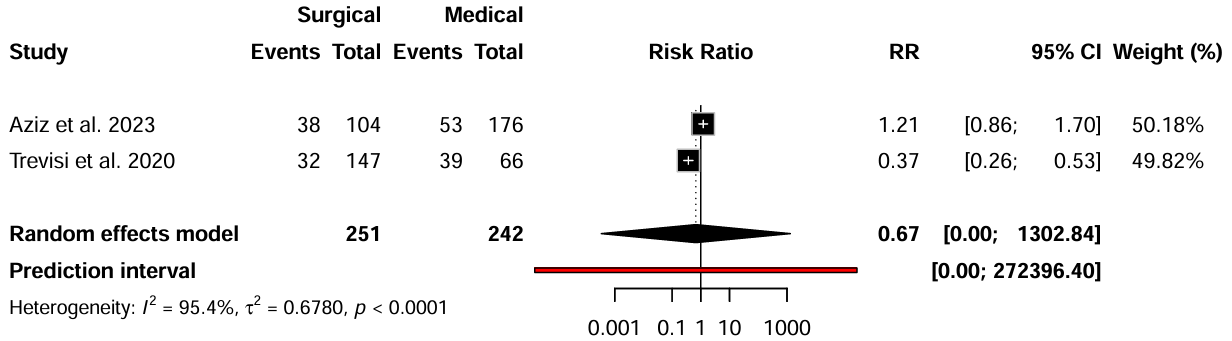 Surgical Medical
Study Events Total Events Total Risk Ratio RR 95% CI Weight (%)
Aziz et al. 2023 38 104 53 176 1.21 [0.86; 1.70] 50.18%
Trevisi et al. 2020 32 147 39 66 0.37 [0.26; 0.53] 49.82%
Random effects model 251 242 0.67 [0.00; 1302.84]
Prediction interval [0.00; 272396.40]
Heterogeneity: I² = 95.4%, τ² = 0.6780, p < 0.0001
0.001 0.1 1 10 1000